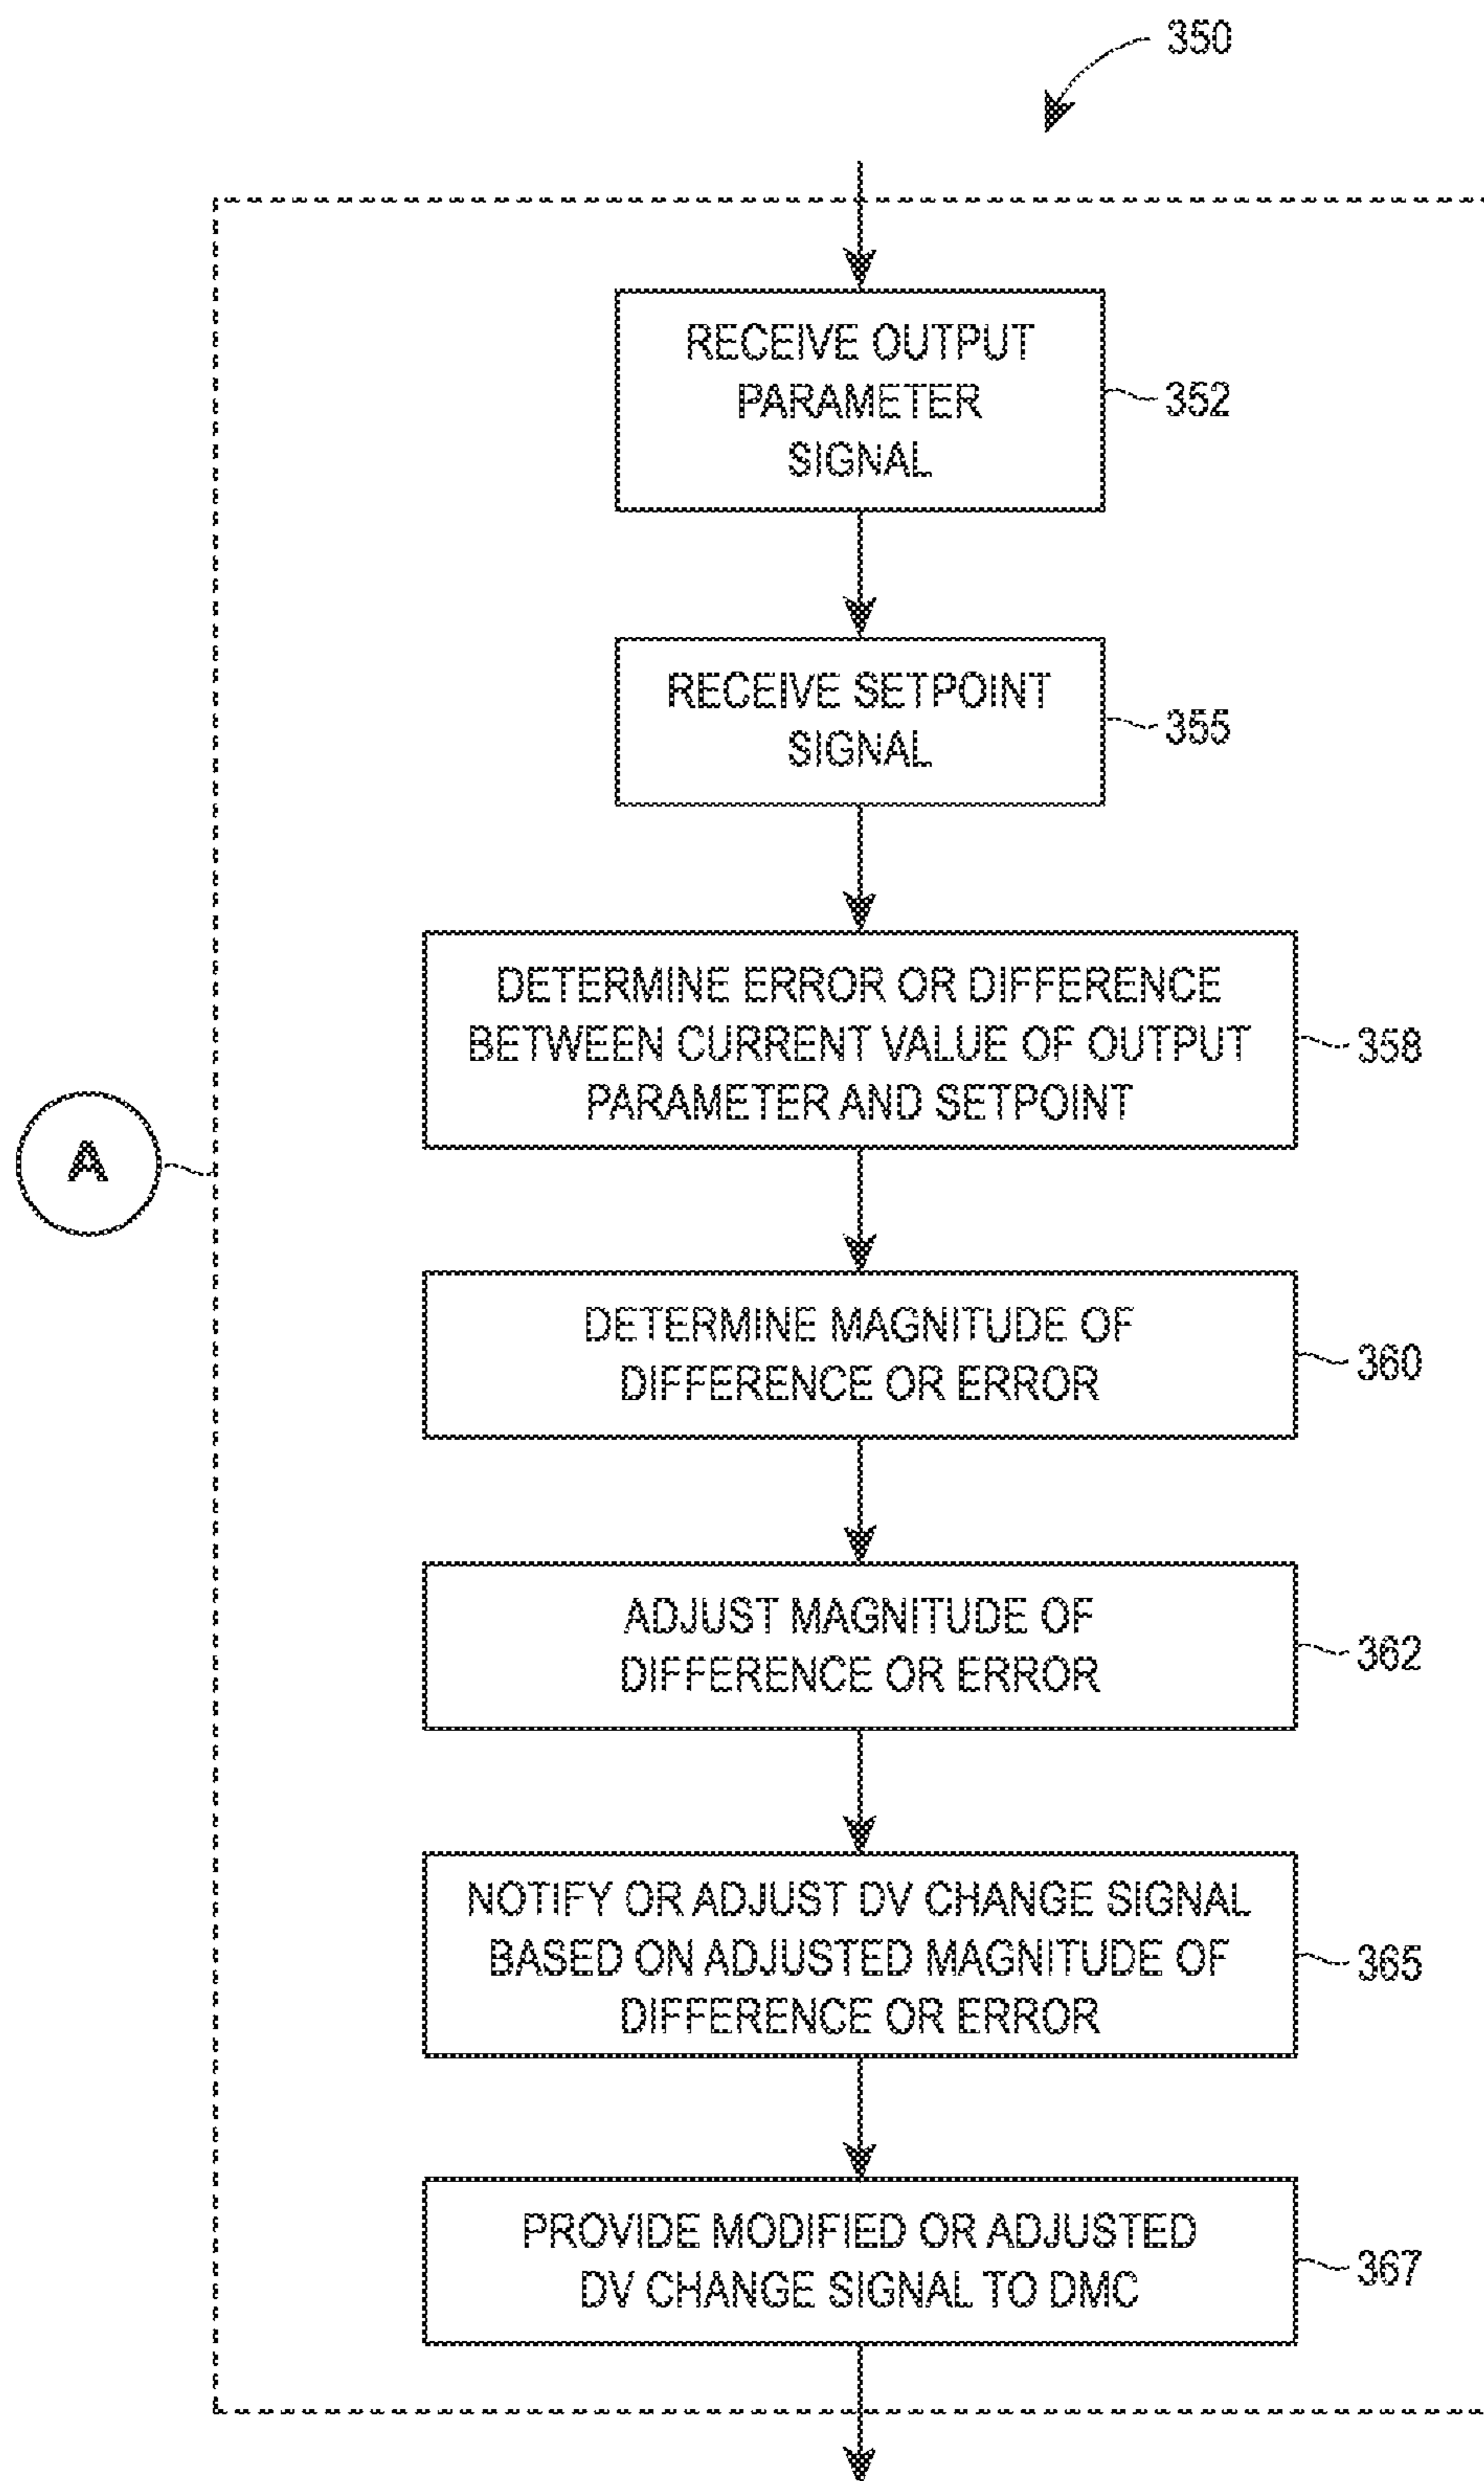 350
RECEIVE OUTPUT
PARAMETER
SIGNAL
352
RECEIVE SETPOINT
SIGNAL
355
DETERMINE ERROR OR DIFFERENCE
BETWEEN CURRENT VALUE OF OUTPUT
PARAMETER AND SETPOINT
358
A
DETERMINE MAGNITUDE OF
DIFFERENCE OR ERROR
360
ADJUST MAGNITUDE OF
DIFFERENCE OR ERROR
362
NOTIFY OR ADJUST DV CHANGE SIGNAL
BASED ON ADJUSTED MAGNITUDE OF
DIFFERENCE OR ERROR
365
PROVIDE MODIFIED OR ADJUSTED
DV CHANGE SIGNAL TO DMC
367